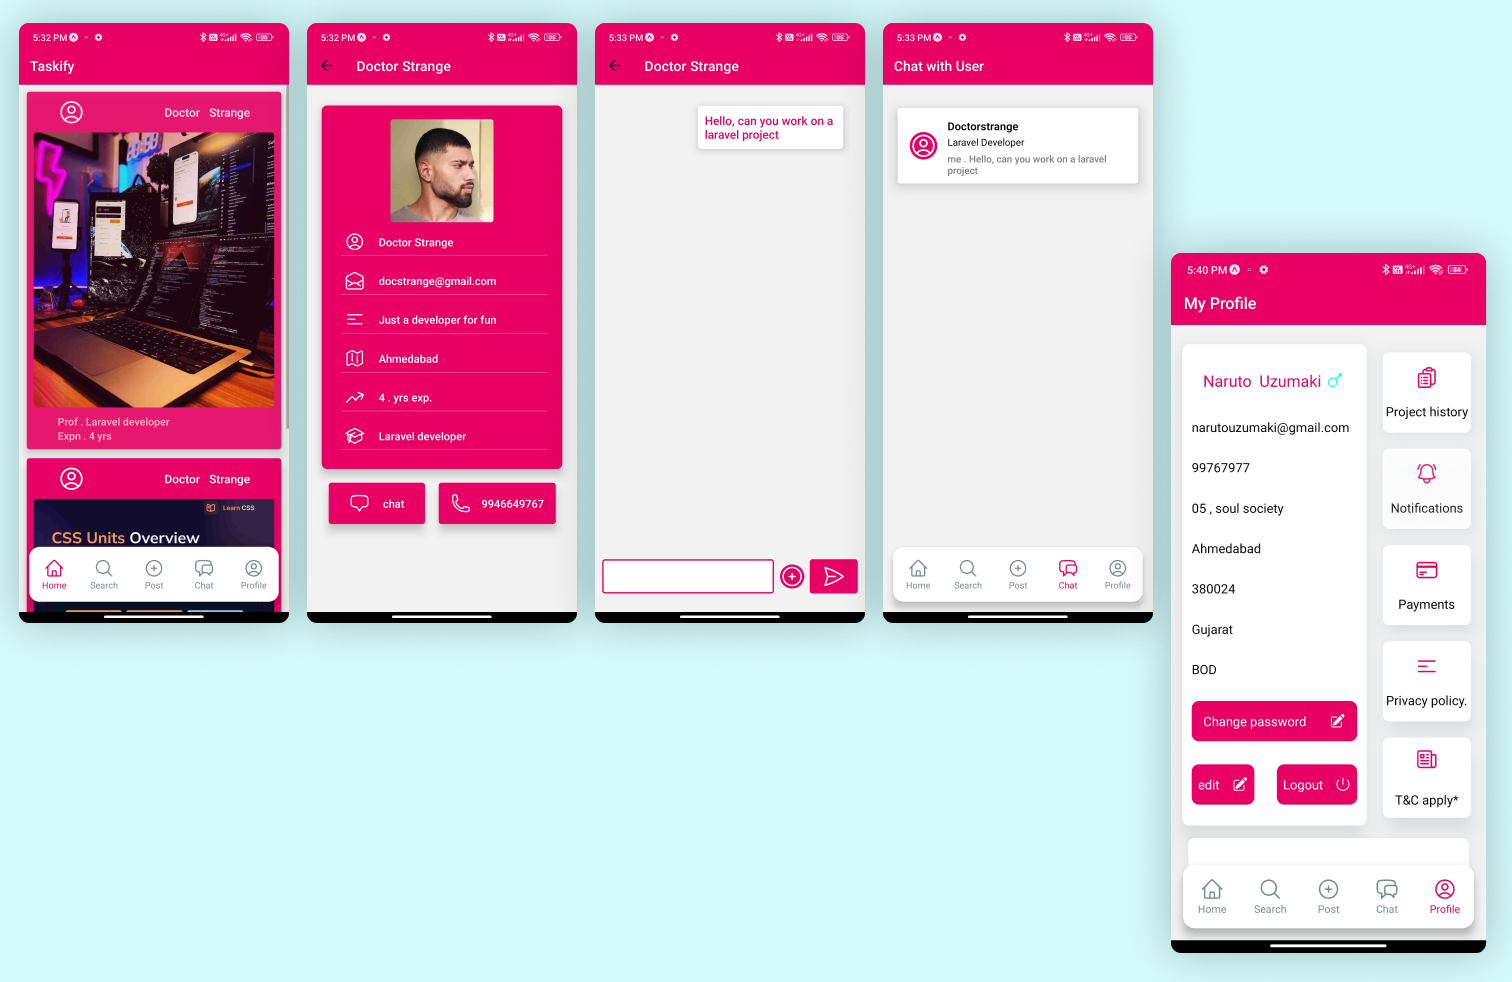 5:32 PM
86
Taskify
Doctor Strange
Prof . Laravel developer
Expn . 4 yrs
Doctor Strange
Learn CSS
CSS Units Overview
Home
Search
Post
Chat
Profile
5:32 PM
85
Doctor Strange
Doctor Strange
docstrange@gmail.com
Just a developer for fun
Ahmedabad
4 . yrs exp.
Laravel developer
chat
9946649767
5:33 PM
85
Doctor Strange
Hello, can you work on a
laravel project
5:33 PM
85
Chat with User
Doctorstrange
Laravel Developer
me . Hello, can you work on a laravel
project
Home
Search
Post
Chat
Profile
5:40 PM
84
My Profile
Naruto Uzumaki
narutouzumaki@gmail.com
99767977
05 , soul society
Ahmedabad
380024
Gujarat
BOD
Change password
edit
Logout
Project history
Notifications
Payments
Privacy policy.
T&C apply*
Home
Search
Post
Chat
Profile